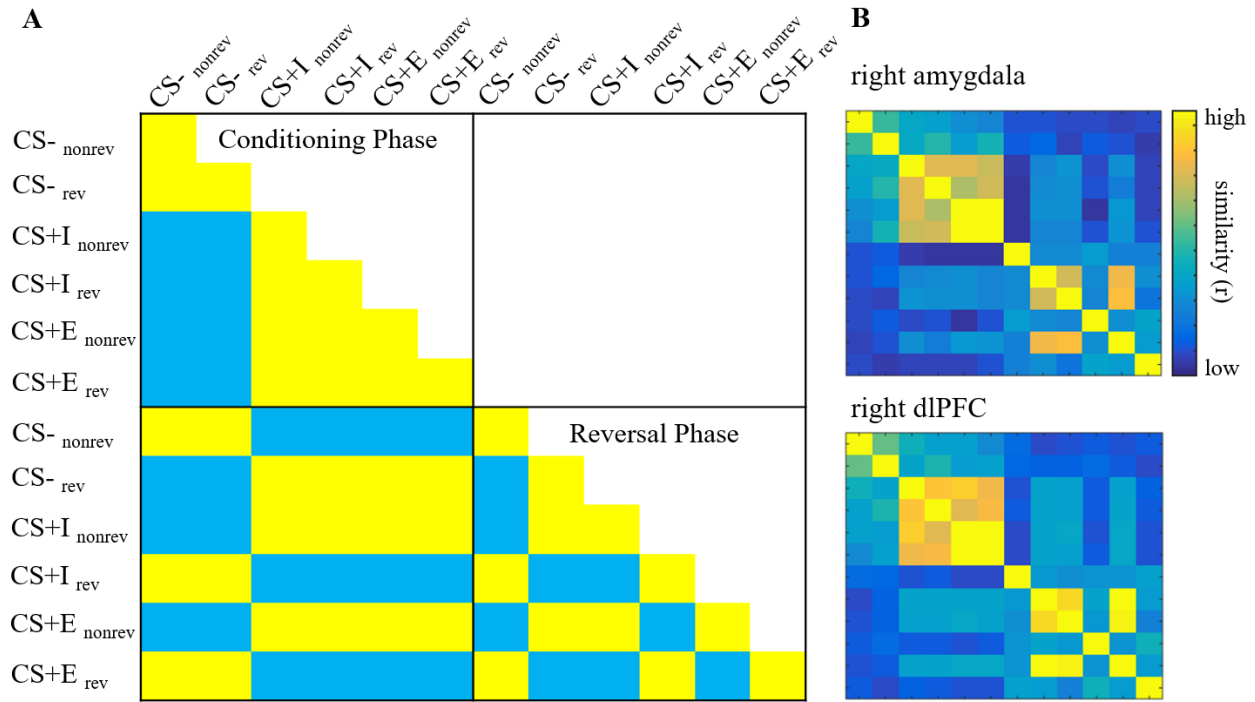 A
B
CS- nonrev
CS- rev
CS+I nonrev
CS+I rev
CS+E nonrev
CS+E rev
CS- nonrev
CS- rev
CS+I nonrev
CS+I rev
CS+E nonrev
CS+E rev
right amygdala
CS- nonrev
Conditioning Phase
high
CS- rev
CS+I nonrev
similarity (r)
CS+I rev
CS+E nonrev
CS+E rev
low
right dlPFC
CS- nonrev
Reversal Phase
CS- rev
CS+I nonrev
CS+I rev
CS+E nonrev
CS+E rev